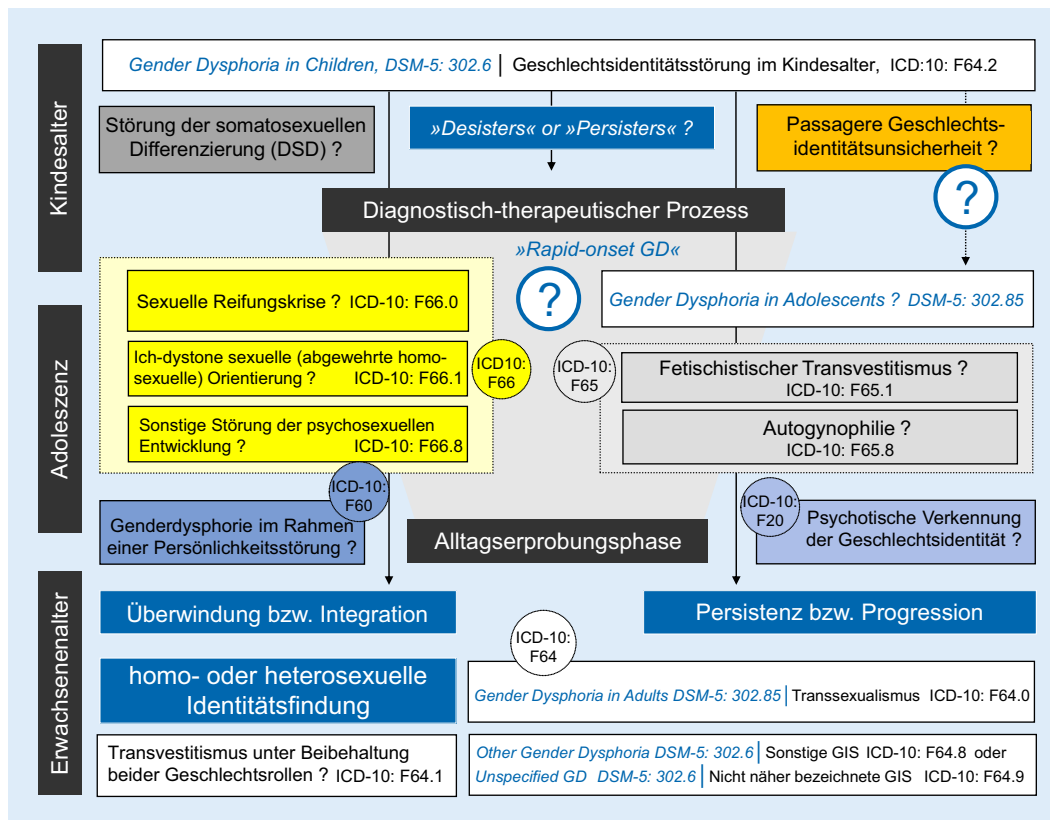 Kindesalter
Gender Dysphoria in Children, DSM-5: 302.6 | Geschlechtsidentitätsstörung im Kindesalter, ICD:10: F64.2
Störung der somatosexuellen
Differenzierung (DSD) ?
»Desisters« or »Persisters« ?
Passagere Geschlechts-
identitätsunsicherheit ?
?
Diagnostisch-therapeutischer Prozess
»Rapid-onset GD«
?
Adoleszenz
Sexuelle Reifungskrise ? ICD-10: F66.0
Ich-dystone sexuelle (abgewehrte homo-
sexuelle) Orientierung ? ICD-10: F66.1
Sonstige Störung der psychosexuellen
Entwicklung ? ICD-10: F66.8
ICD10:
F66
Gender Dysphoria in Adolescents ? DSM-5: 302.85
ICD-10:
F65
Fetischistischer Transvestitismus ?
ICD-10: F65.1
Autogynophilie ?
ICD-10: F65.8
ICD-10:
F60
Genderdysphorie im Rahmen
einer Persönlichkeitsstörung ?
Alltagserprobungsphase
ICD-10:
F20
Psychotische Verkennung
der Geschlechtsidentität ?
Erwachsenenalter
Überwindung bzw. Integration
Persistenz bzw. Progression
homo- oder heterosexuelle
Identitätsfindung
ICD-10:
F64
Gender Dysphoria in Adults DSM-5: 302.85 | Transsexualismus ICD-10: F64.0
Transvestitismus unter Beibehaltung
beider Geschlechtsrollen ? ICD-10: F64.1
Other Gender Dysphoria DSM-5: 302.6 | Sonstige GIS ICD-10: F64.8 oder
Unspecified GD DSM-5: 302.6 | Nicht näher bezeichnete GIS ICD-10: F64.9